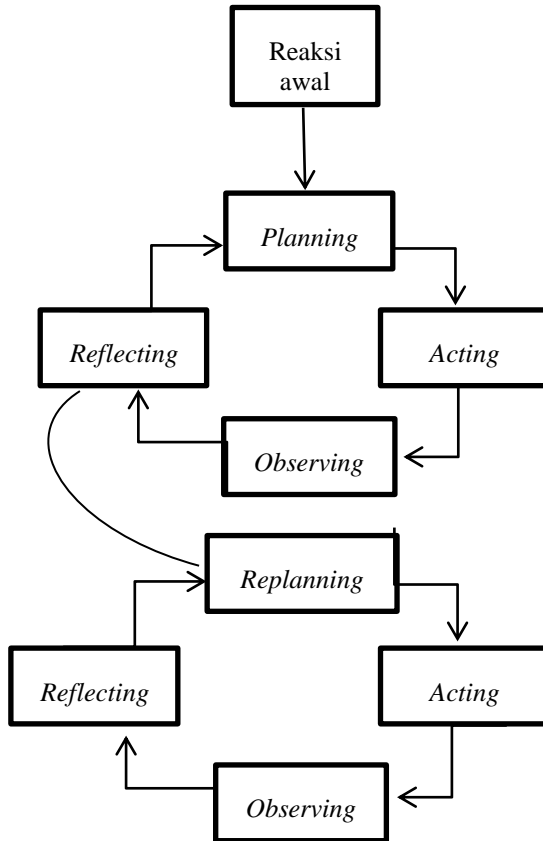 Reaksi
awal
Planning
Reflecting
Acting
Observing
Replanning
Reflecting
Acting
Observing